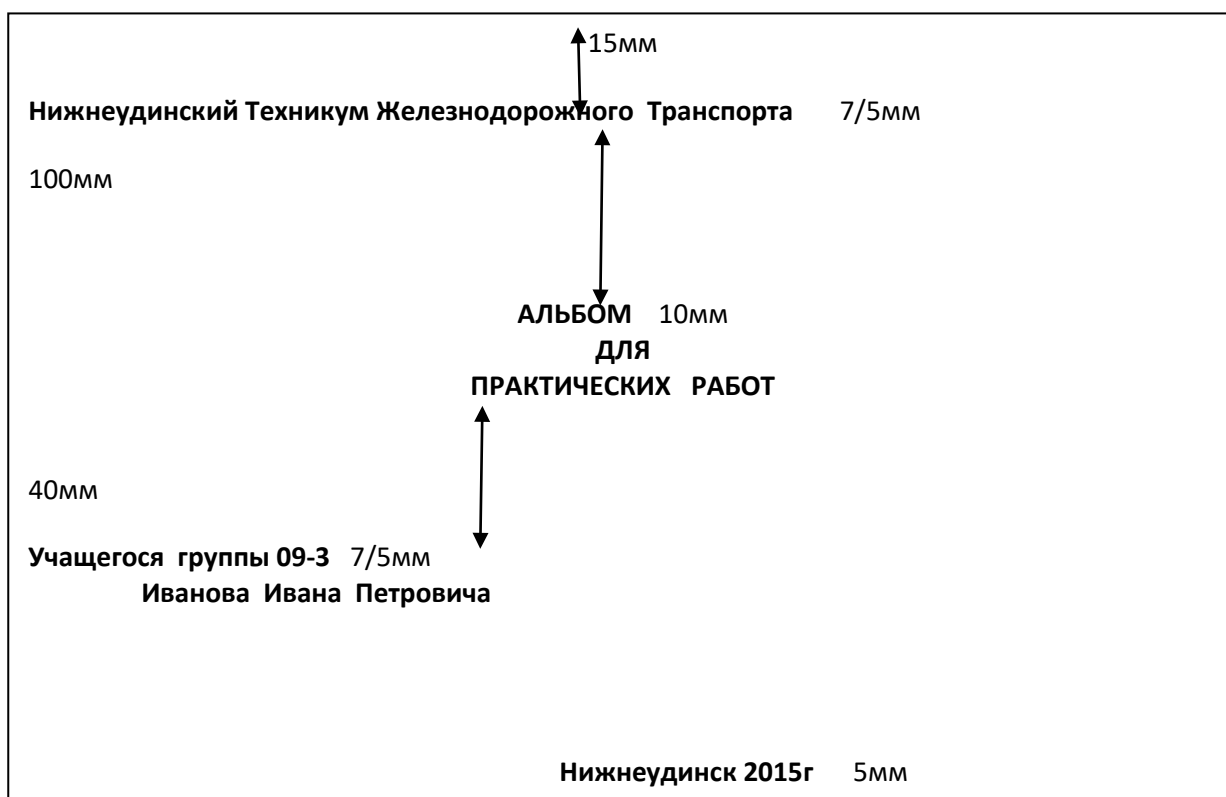 15мм
Нижнеудинский Техникум Железнодорожного Транспорта 7/5мм
100мм
АЛЬБОМ 10мм
ДЛЯ
ПРАКТИЧЕСКИХ РАБОТ
40мм
Учащегося группы 09-3 7/5мм
Иванова Ивана Петровича
Нижнеудинск 2015г 5мм